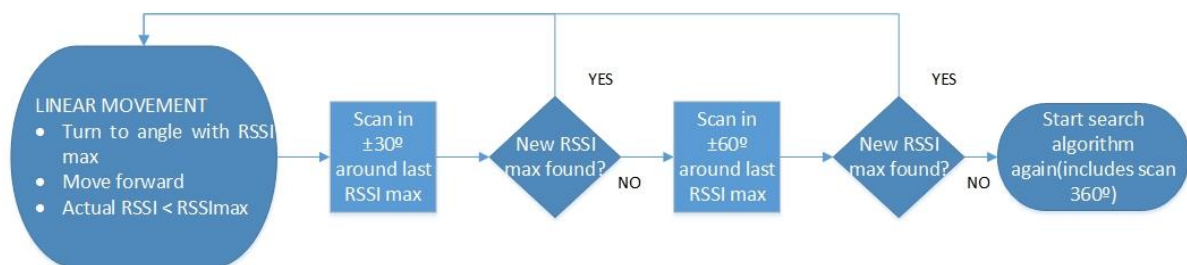 LINEAR MOVEMENT
• Turn to angle with RSSI
max
• Move forward
• Actual RSSI < RSSImax
Scan in
±30º
around last
RSSI max
New RSSI
max found?
YES
NO
Scan in
±60º
around last
RSSI max
New RSSI
max found?
YES
NO
Start search
algorithm
again(includes scan
360º)